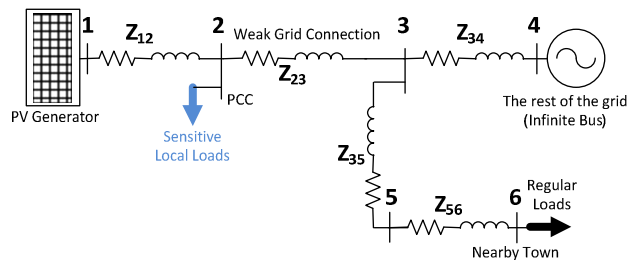 1
Z12
2
Weak Grid Connection
3
Z34
4
Z23
PCC
PV Generator
Sensitive
Local Loads
The rest of the grid
(Infinite Bus)
Z35
5
Z56
6
Regular
Loads
Nearby Town